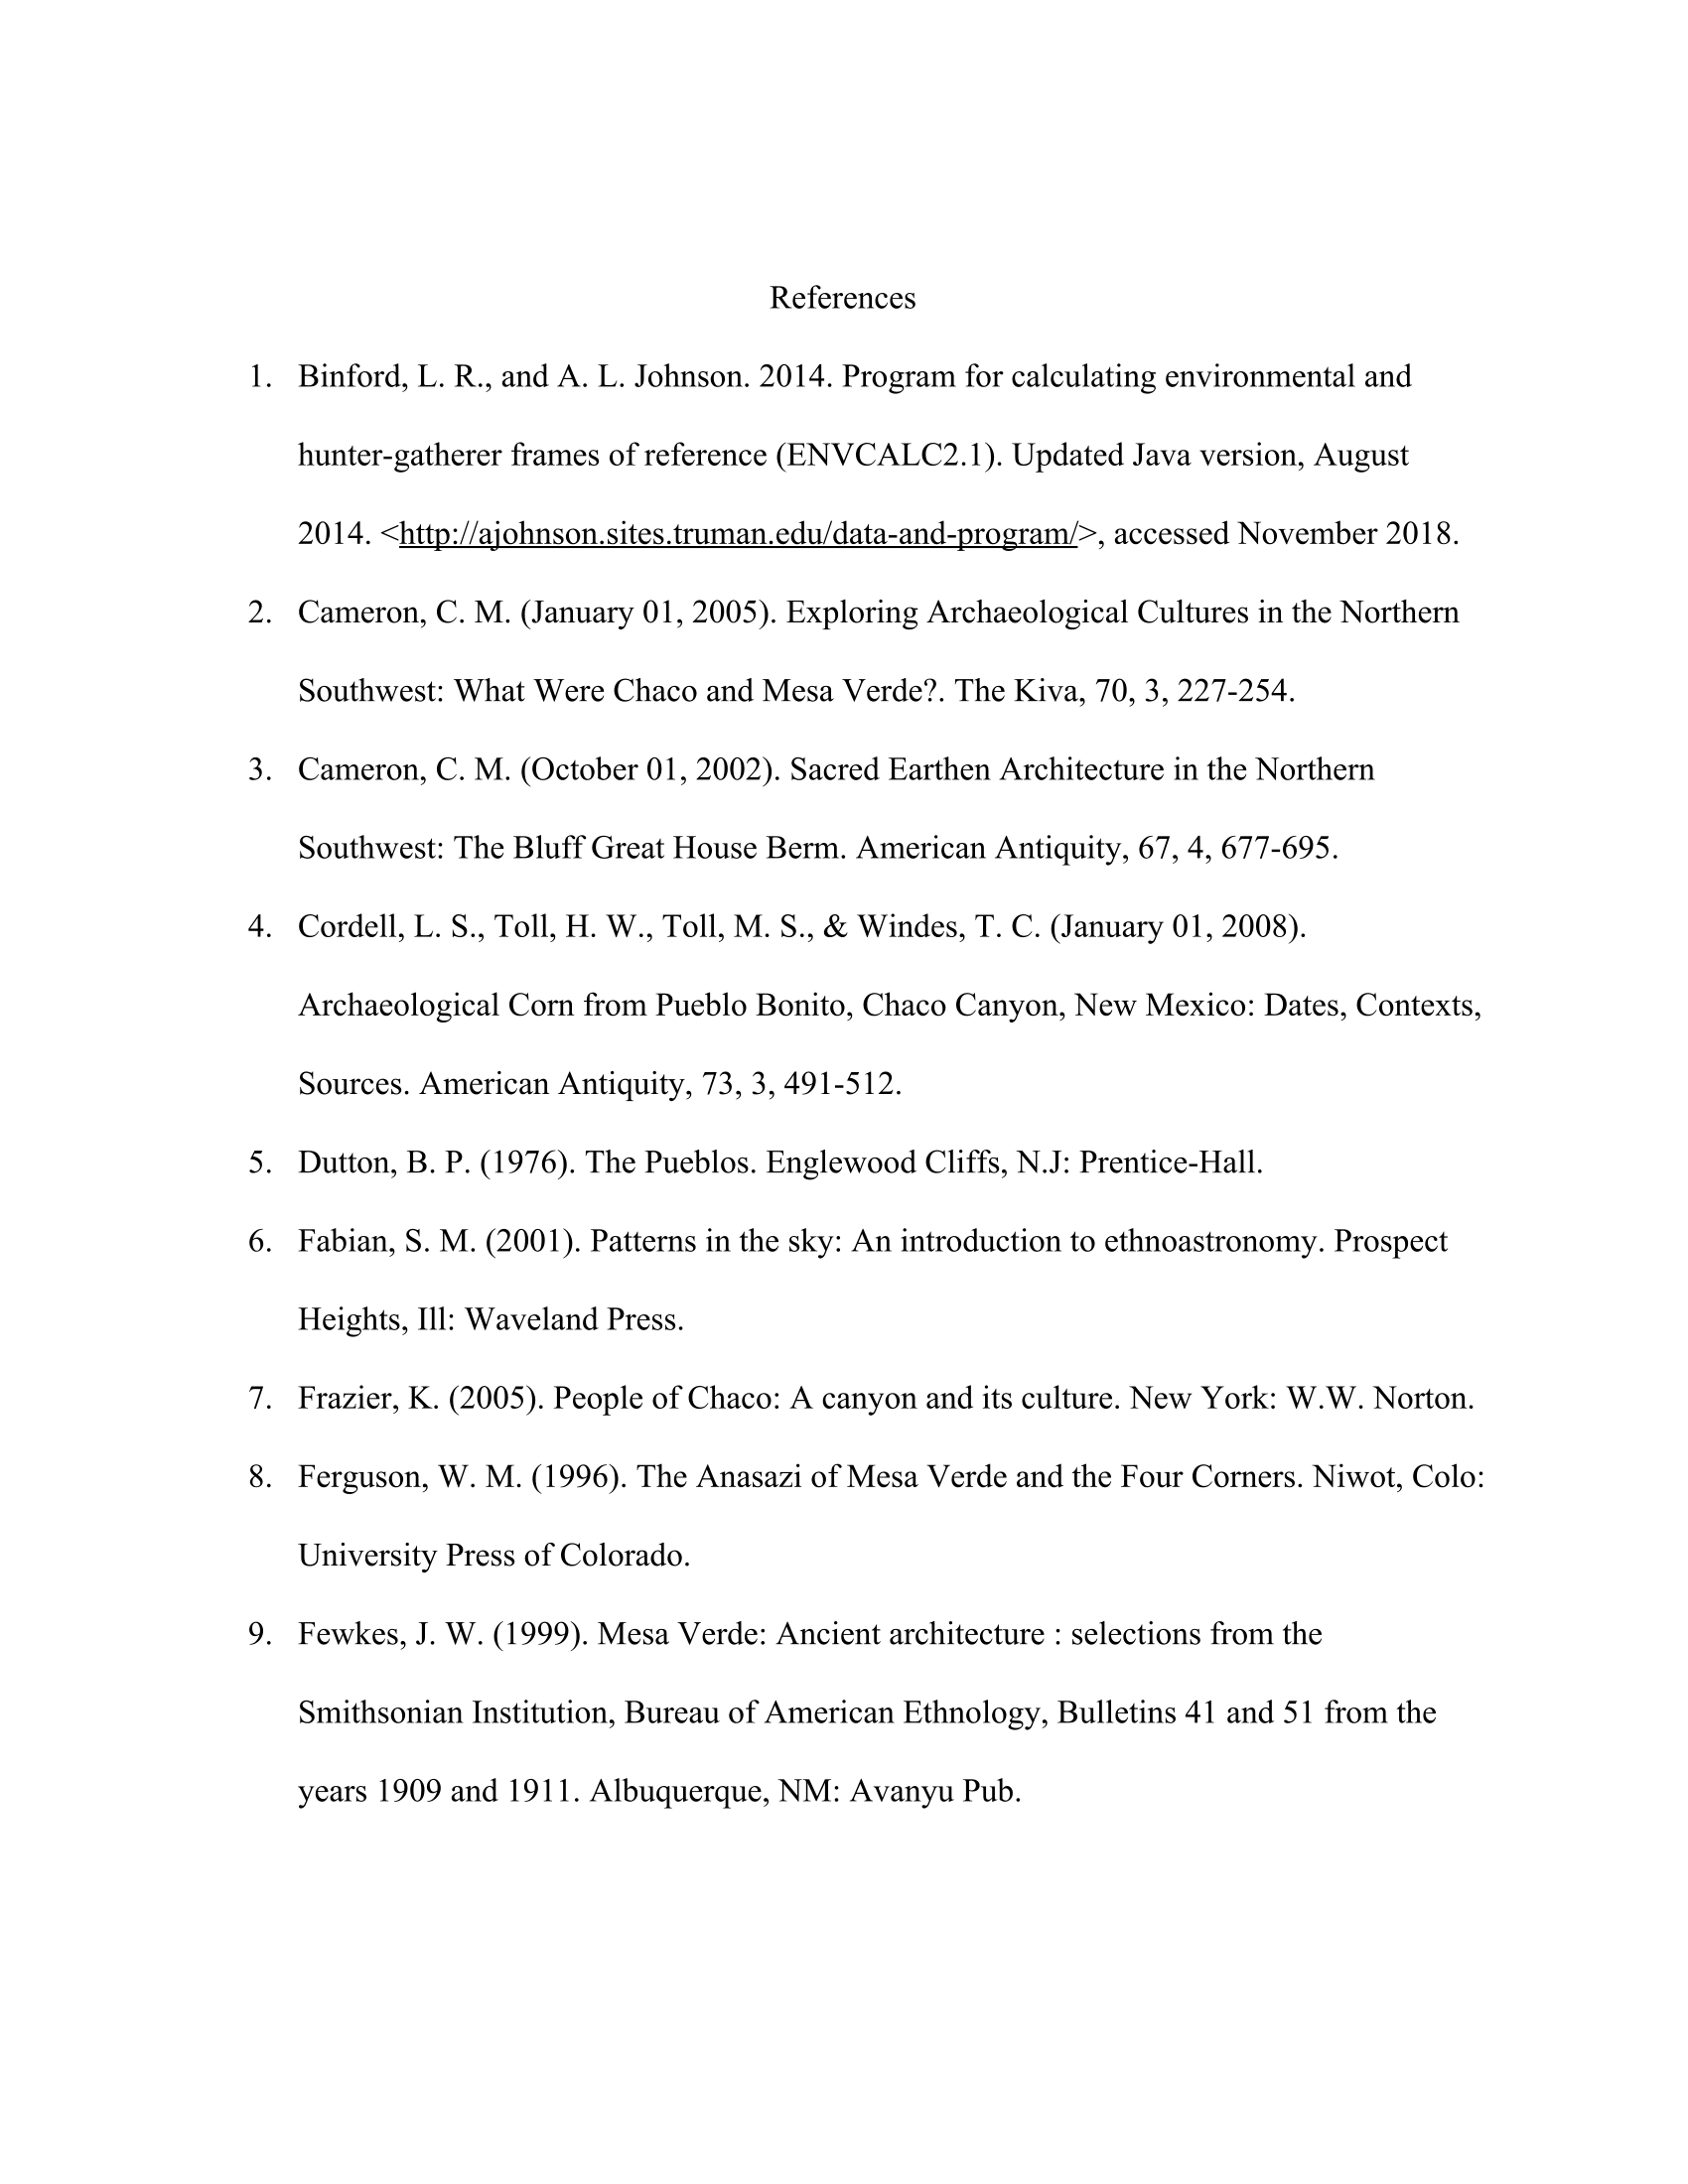 References
1. Binford, L. R., and A. L. Johnson. 2014. Program for calculating environmental and
hunter-gatherer frames of reference (ENVCALC2.1). Updated Java version, August
2014. <http://ajohnson.sites.truman.edu/data-and-program/>, accessed November 2018.
2. Cameron, C. M. (January 01, 2005). Exploring Archaeological Cultures in the Northern
Southwest: What Were Chaco and Mesa Verde?. The Kiva, 70, 3, 227-254.
3. Cameron, C. M. (October 01, 2002). Sacred Earthen Architecture in the Northern
Southwest: The Bluff Great House Berm. American Antiquity, 67, 4, 677-695.
4. Cordell, L. S., Toll, H. W., Toll, M. S., & Windes, T. C. (January 01, 2008).
Archaeological Corn from Pueblo Bonito, Chaco Canyon, New Mexico: Dates, Contexts,
Sources. American Antiquity, 73, 3, 491-512.
5. Dutton, B. P. (1976). The Pueblos. Englewood Cliffs, N.J: Prentice-Hall.
6. Fabian, S. M. (2001). Patterns in the sky: An introduction to ethnoastronomy. Prospect
Heights, Ill: Waveland Press.
7. Frazier, K. (2005). People of Chaco: A canyon and its culture. New York: W.W. Norton.
8. Ferguson, W. M. (1996). The Anasazi of Mesa Verde and the Four Corners. Niwot, Colo:
University Press of Colorado.
9. Fewkes, J. W. (1999). Mesa Verde: Ancient architecture : selections from the
Smithsonian Institution, Bureau of American Ethnology, Bulletins 41 and 51 from the
years 1909 and 1911. Albuquerque, NM: Avanyu Pub.